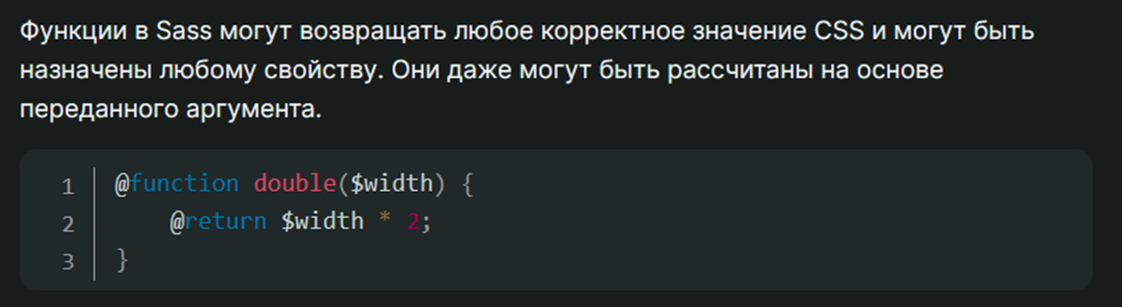 Функции в Sass могут возвращать любое корректное значение CSS и могут быть
назначены любому свойству. Они даже могут быть рассчитаны на основе
переданного аргумента.
1 @function double($width) {
2     @return $width * 2;
3 }